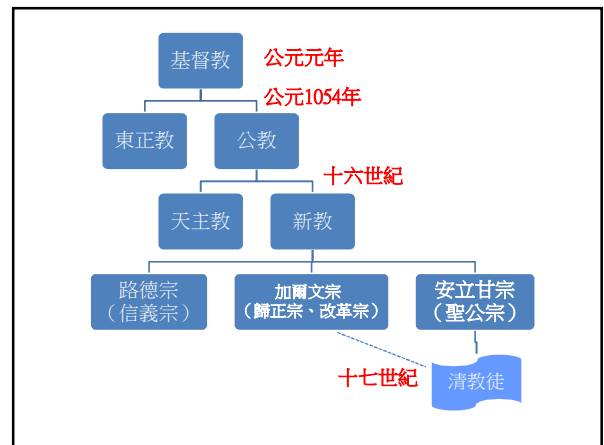 基督教
公元元年
公元1054年
東正教
公教
十六世紀
天主教
新教
路德宗
（信義宗）
加爾文宗
（歸正宗、改革宗）
安立甘宗
（聖公宗）
十七世紀
清教徒